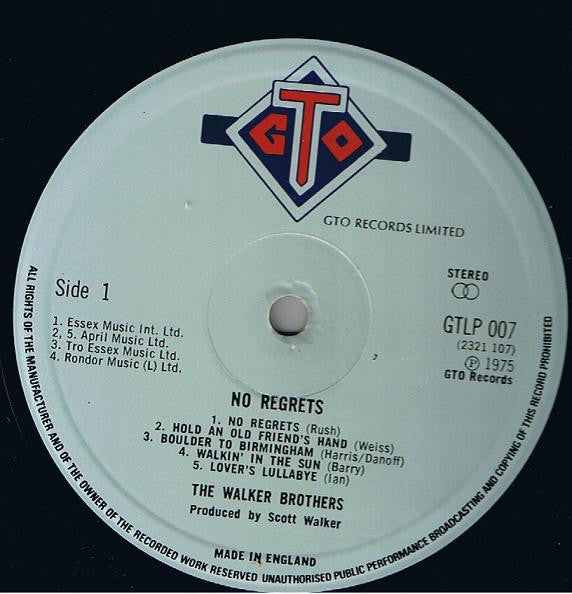 GTO
GTO RECORDS LIMITED
Side 1
1. Essex Music Int. Ltd.
2, 5. April Music Ltd.
3. Tro Essex Music Ltd.
4. Rondor Music (L) Ltd.
STEREO
GTLP 007
(2321 107)
Ⓟ 1975
GTO Records
NO REGRETS
1. NO REGRETS (Rush)
2. HOLD AN OLD FRIEND'S HAND (Weiss)
3. BOULDER TO BIRMINGHAM (Harris/Danoff)
4. WALKIN' IN THE SUN (Barry)
5. LOVER'S LULLABYE (Ian)
THE WALKER BROTHERS
Produced by Scott Walker
MADE IN ENGLAND
ALL RIGHTS OF THE MANUFACTURER AND OF THE OWNER OF THE RECORDED WORK RESERVED UNAUTHORISED PUBLIC PERFORMANCE BROADCASTING AND COPYING OF THIS RECORD PROHIBITED